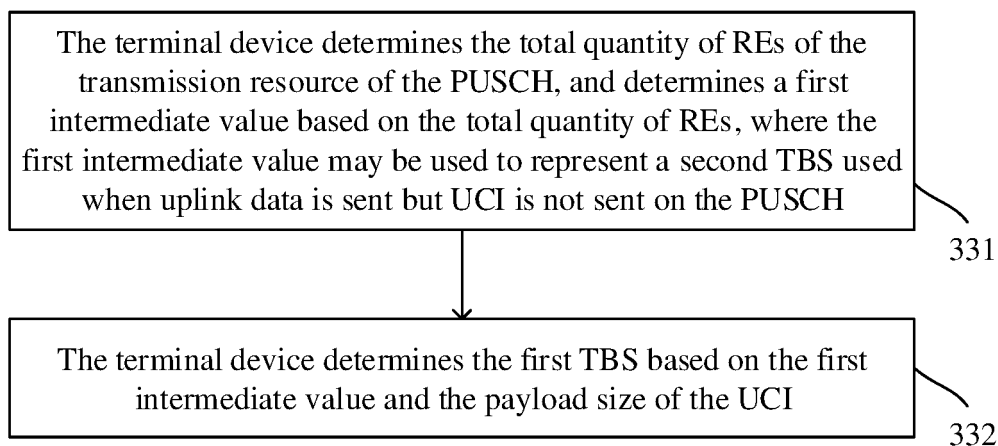 The terminal device determines the total quantity of REs of the
transmission resource of the PUSCH, and determines a first
intermediate value based on the total quantity of REs, where the
first intermediate value may be used to represent a second TBS used
when uplink data is sent but UCI is not sent on the PUSCH
331
The terminal device determines the first TBS based on the first
intermediate value and the payload size of the UCI
332